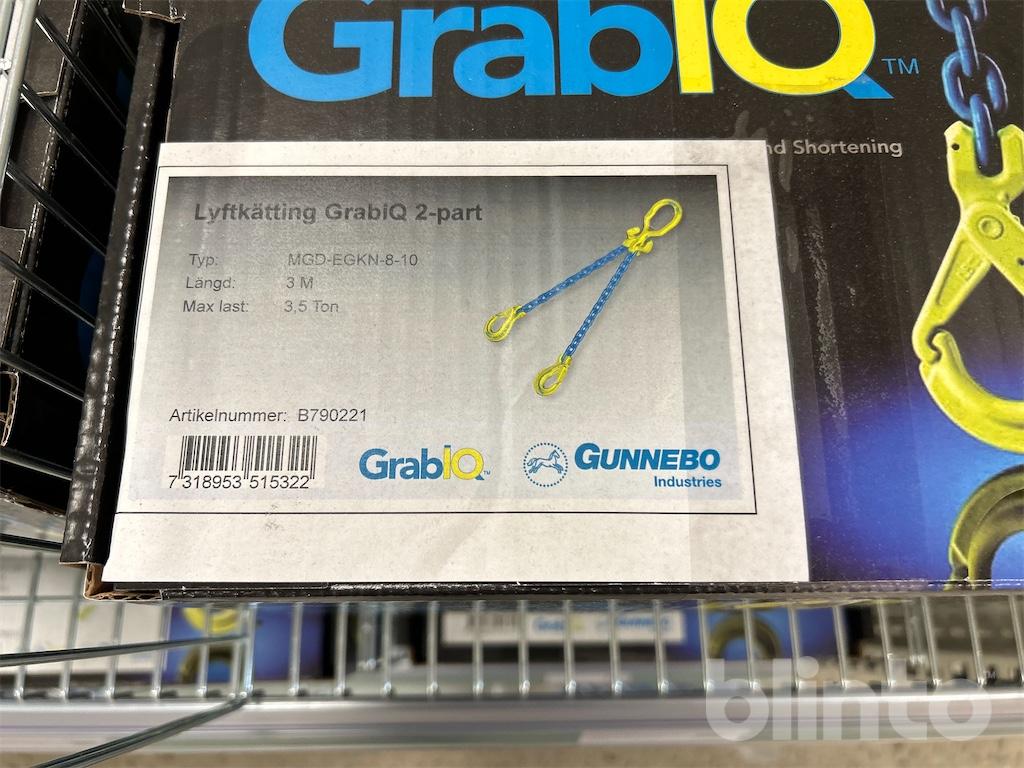 GrabIQ™
nd Shortening
Lyftkätting GrabIQ 2-part
Typ: MGD-EGKN-8-10
Längd: 3 M
Max last: 3,5 Ton
Artikelnummer: B790221
7 318953 515322
GrabIQ™
GUNNEBO
Industries
blinto